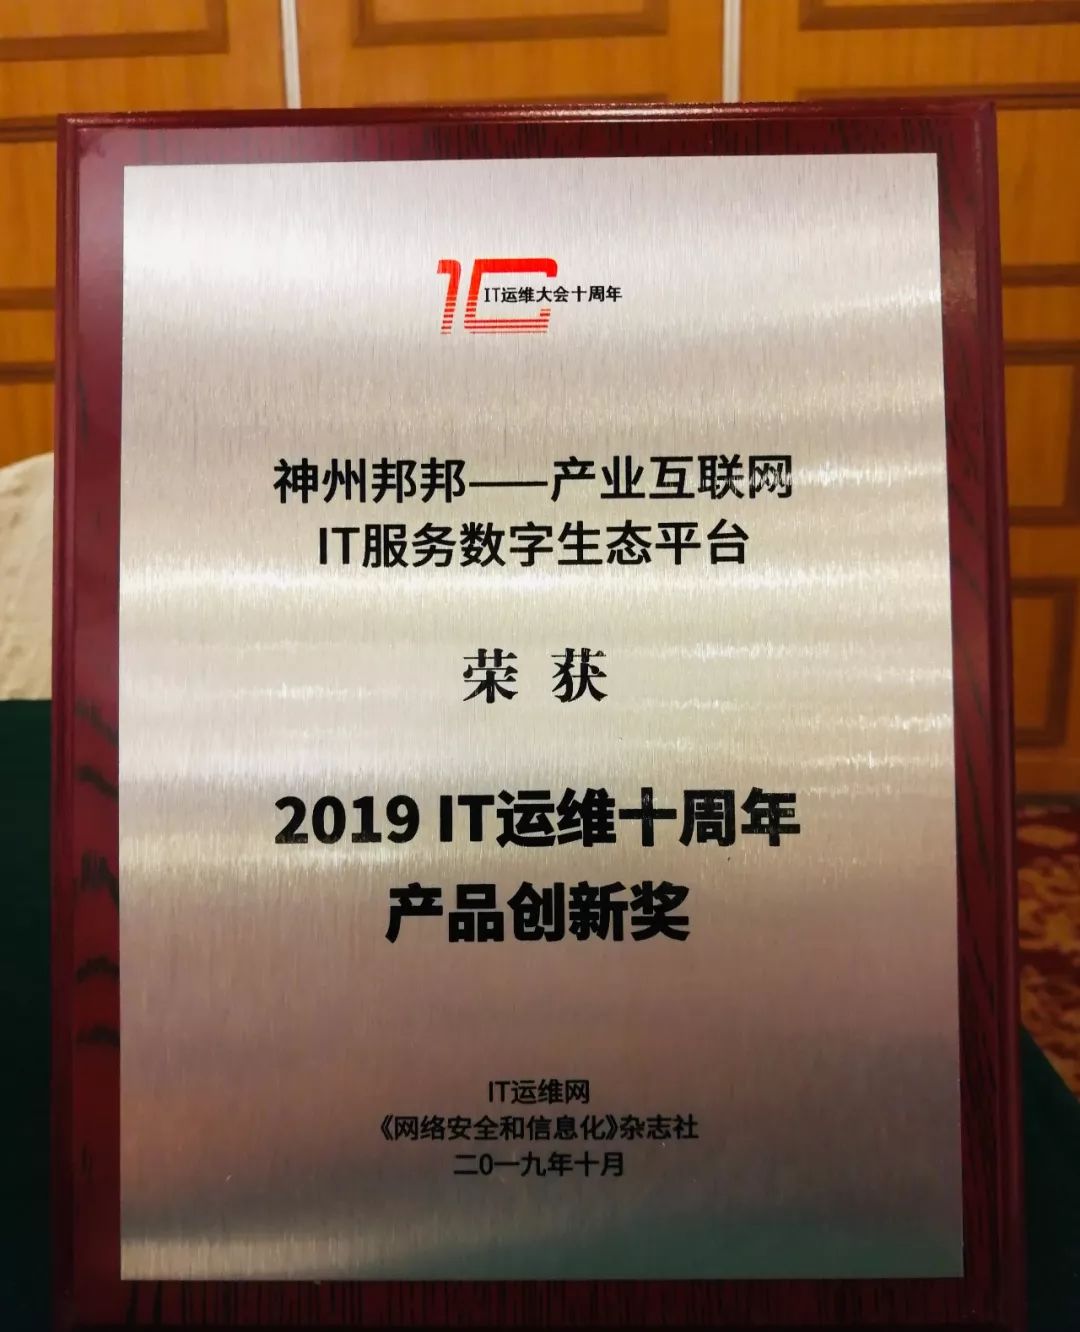 10
IT运维大会十周年
神州邦邦——产业互联网
IT服务数字生态平台
荣 获
2019 IT运维十周年
产品创新奖
IT运维网
《网络安全和信息化》杂志社
二0一九年十月